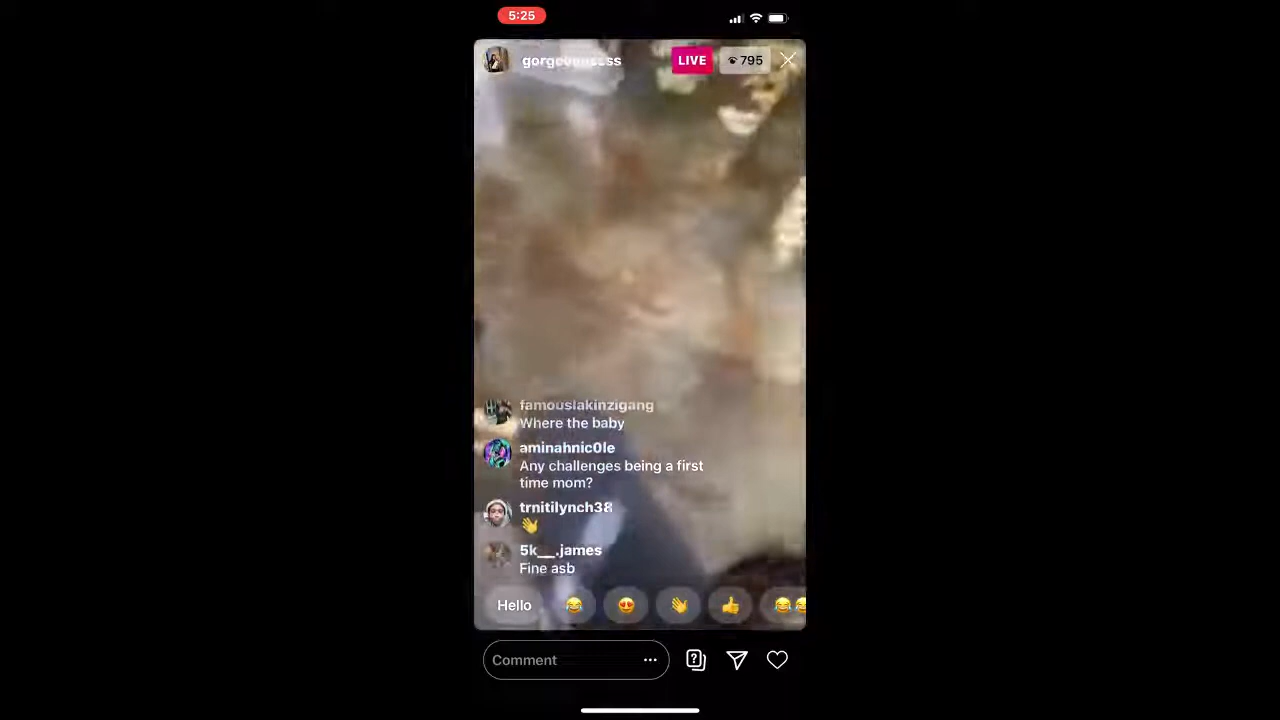 5:25
LIVE
795
famouslakinzigang
Where the baby
aminahnic0le
Any challenges being a first
time mom?
trnitilynch38
👋
5k__.james
Fine asb
Hello 😂 😍 👋 👍 😂😂
Comment